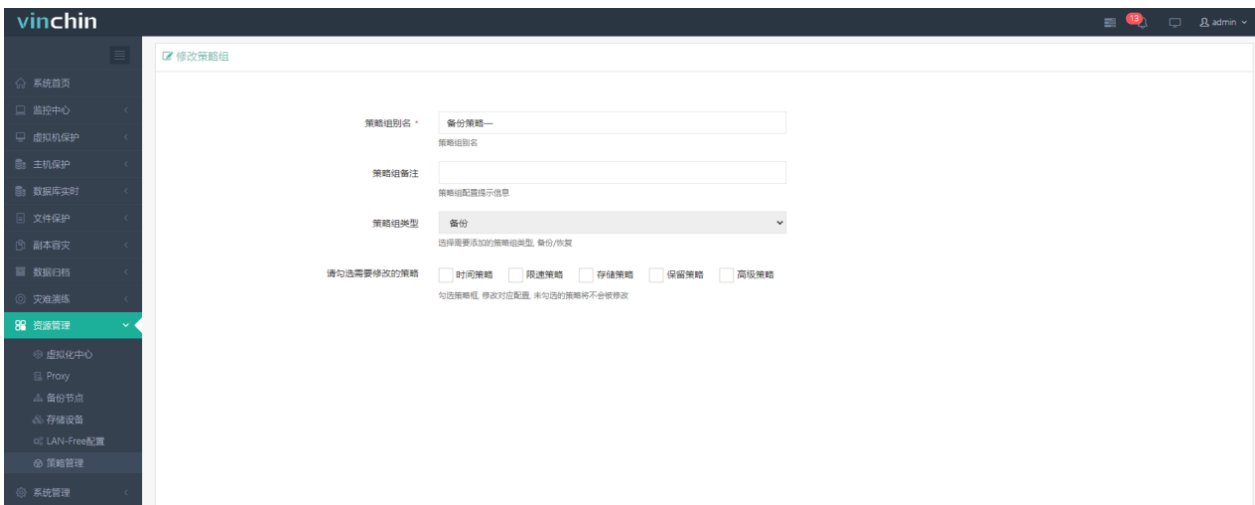 vinchin
13
admin
修改策略组
系统首页
监控中心
虚拟机保护
主机保护
数据库实时
文件保护
副本容灾
数据归档
灾难演练
资源管理
虚拟化中心
Proxy
备份节点
存储设备
LAN-Free配置
策略管理
系统管理
策略组别名 *
备份策略一
策略组别名
策略组备注
策略组配置提示信息
策略组类型
备份
选择需要添加的策略组类型, 备份/恢复
请勾选需要修改的策略
时间策略 限速策略 存储策略 保留策略 高级策略
勾选策略框, 修改对应配置, 未勾选的策略将不会被修改